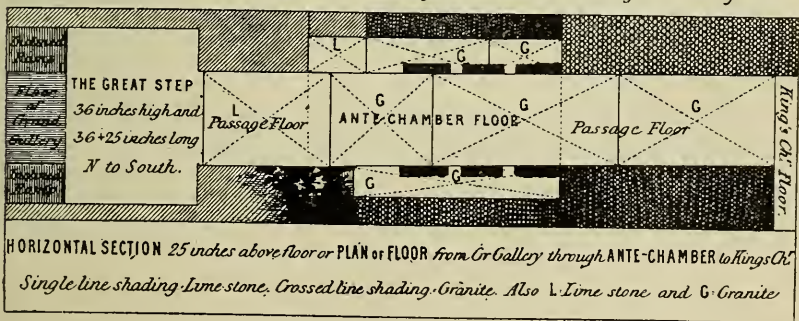 THE GREAT STEP
36 inches high and
36+25 inches long
N to South.
Floor
of
Grand
Gallery
L
G
G
L
Passage Floor
G
ANTE-CHAMBER FLOOR
G
Passage Floor
G
King's Chr. Floor.
G
G
HORIZONTAL SECTION 25 inches above floor or PLAN OF FLOOR from Gr Gallery through ANTE-CHAMBER to Kings Chr
Single line shading·Lime stone. Crossed line shading·Granite. Also L·Lime stone and G·Granite